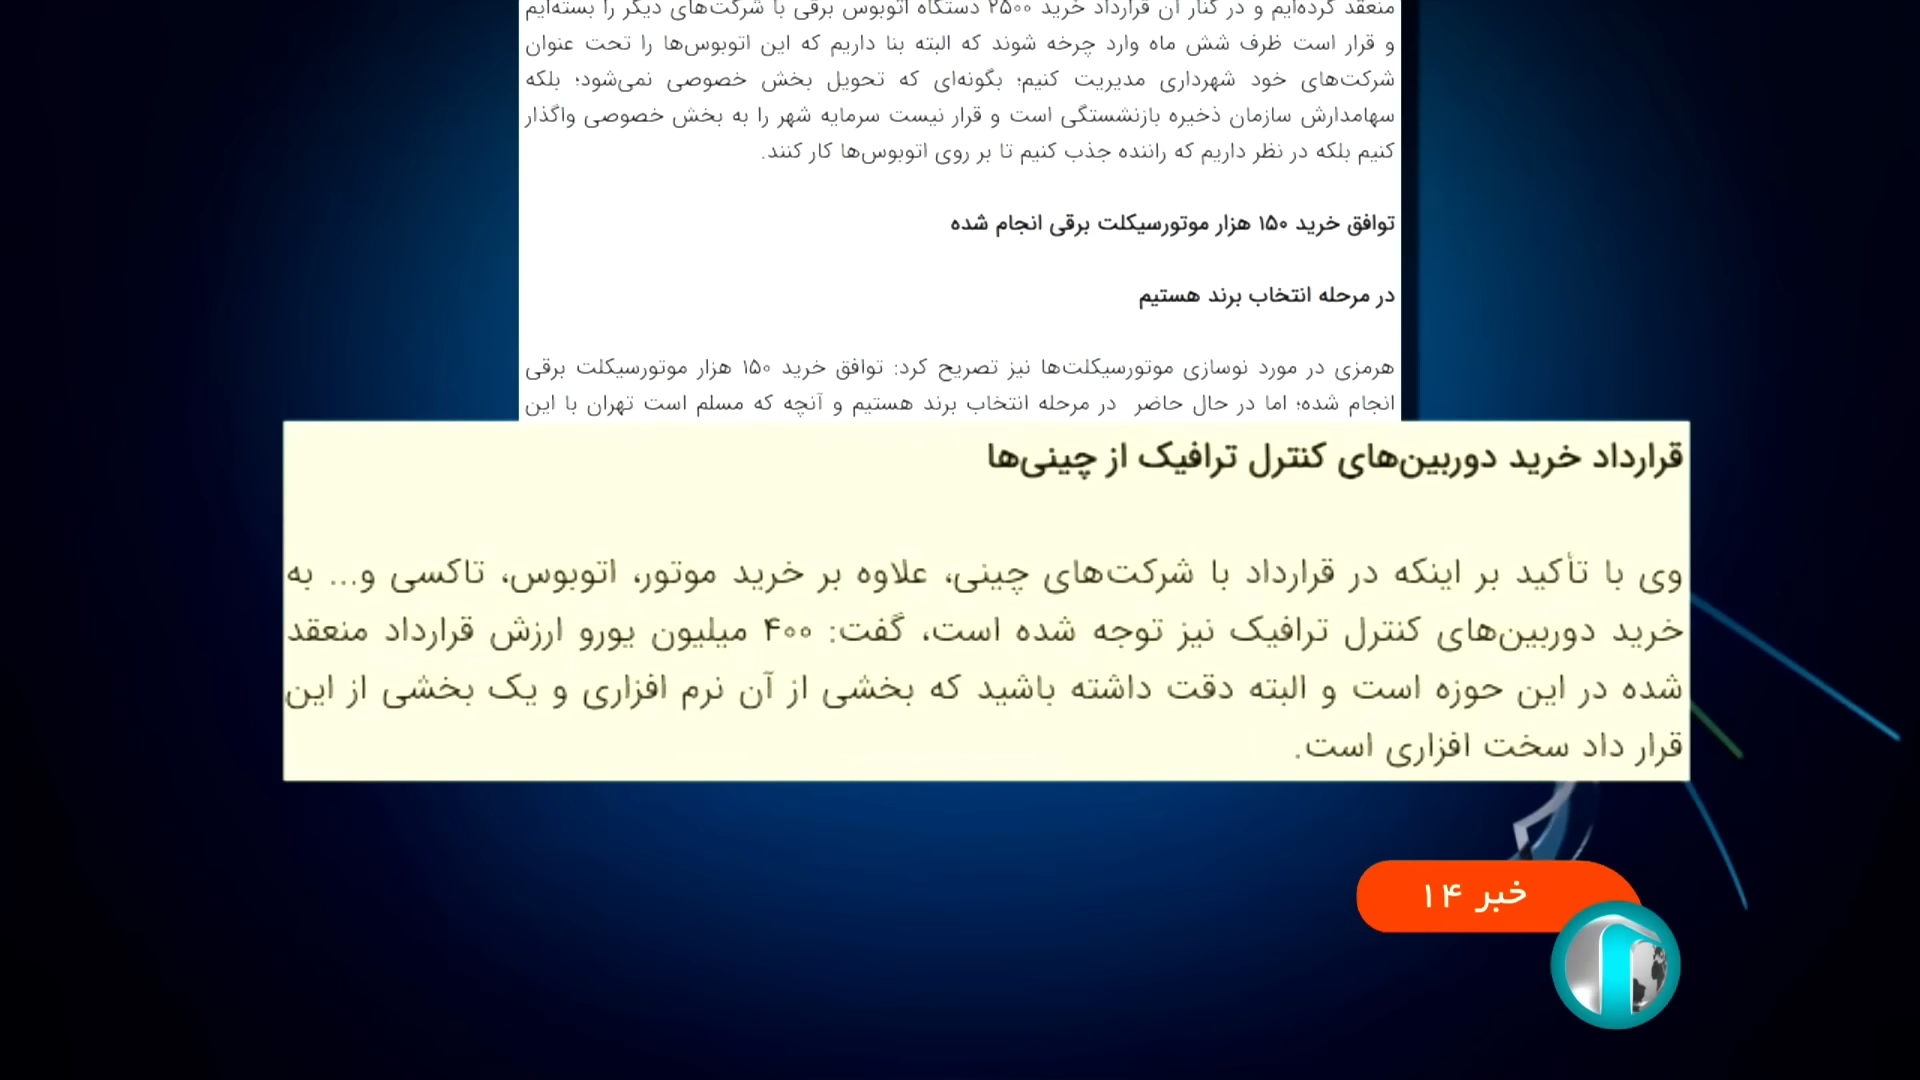 منعقد کرده‌ایم و در کنار آن قرارداد خرید ۲۵۰۰ دستگاه اتوبوس برقی با شرکت‌های دیگر را بسته‌ایم
و قرار است ظرف شش ماه وارد چرخه شوند که البته بنا داریم که این اتوبوس‌ها را تحت عنوان
شرکت‌های خود شهرداری مدیریت کنیم؛ بگونه‌ای که تحویل بخش خصوصی نمی‌شود؛ بلکه
سهامدارش سازمان ذخیره بازنشستگی است و قرار نیست سرمایه شهر را به بخش خصوصی واگذار
کنیم بلکه در نظر داریم که راننده جذب کنیم تا بر روی اتوبوس‌ها کار کنند.
توافق خرید ۱۵۰ هزار موتورسیکلت برقی انجام شده
در مرحله انتخاب برند هستیم
هرمزی در مورد نوسازی موتورسیکلت‌ها نیز تصریح کرد: توافق خرید ۱۵۰ هزار موتورسیکلت برقی
انجام شده؛ اما در حال حاضر در مرحله انتخاب برند هستیم و آنچه که مسلم است تهران با این
قرارداد خرید دوربین‌های کنترل ترافیک از چینی‌ها
وی با تأکید بر اینکه در قرارداد با شرکت‌های چینی، علاوه بر خرید موتور، اتوبوس، تاکسی و... به
خرید دوربین‌های کنترل ترافیک نیز توجه شده است، گفت: ۴۰۰ میلیون یورو ارزش قرارداد منعقد
شده در این حوزه است و البته دقت داشته باشید که بخشی از آن نرم افزاری و یک بخشی از این
قرار داد سخت افزاری است.
خبر ۱۴